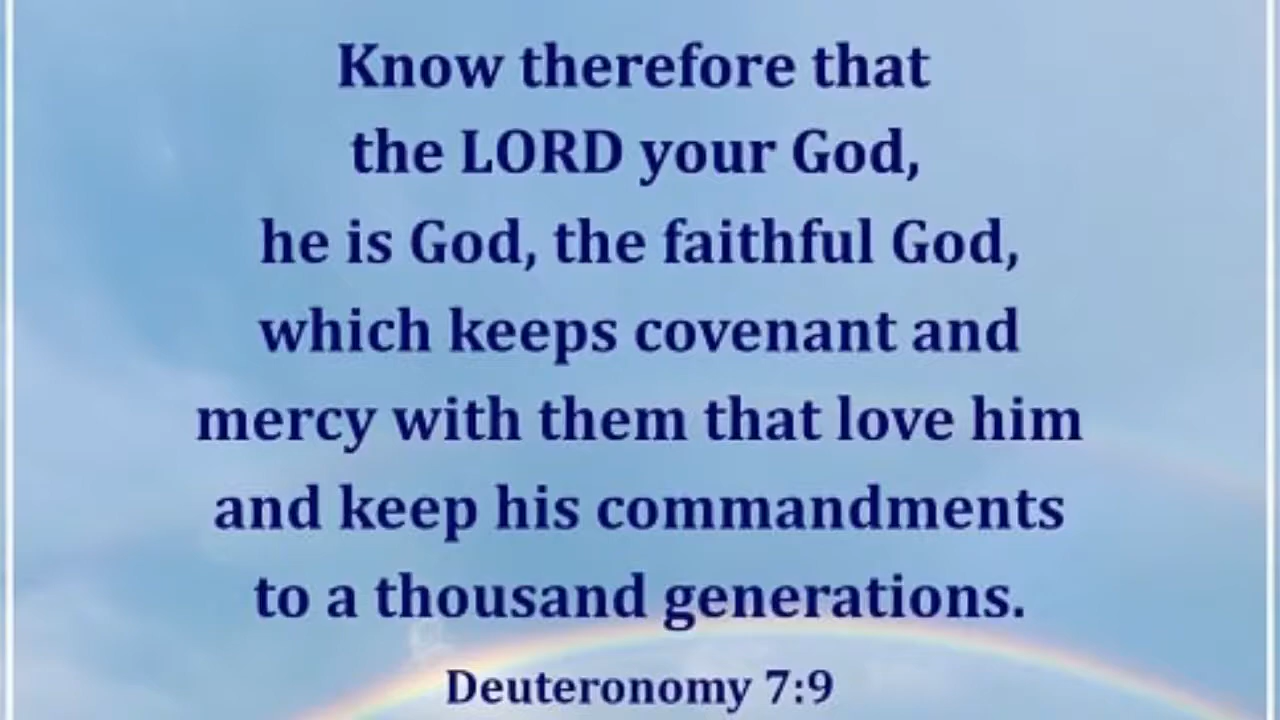 Know therefore that
the LORD your God,
he is God, the faithful God,
which keeps covenant and
mercy with them that love him
and keep his commandments
to a thousand generations.
Deuteronomy 7:9